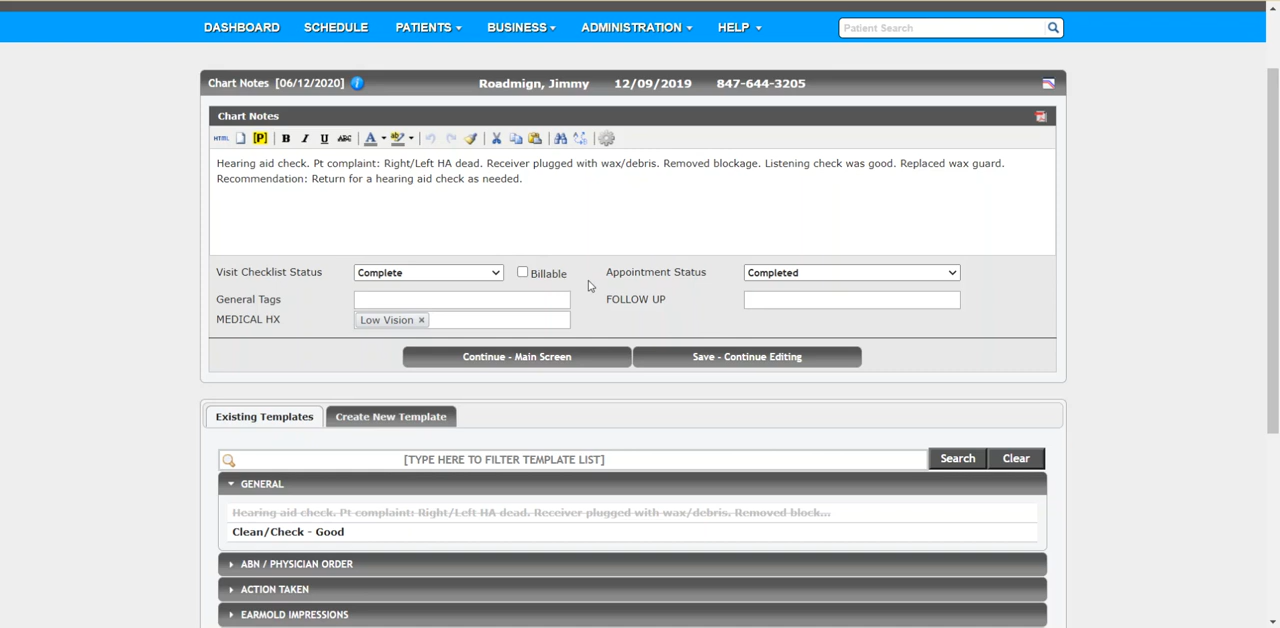 DASHBOARD SCHEDULE PATIENTS BUSINESS ADMINISTRATION HELP Patient Search
Chart Notes [06/12/2020] i Roadmign, Jimmy 12/09/2019 847-644-3205
Chart Notes
HTML [P] B I U ABC A ab
Hearing aid check. Pt complaint: Right/Left HA dead. Receiver plugged with wax/debris. Removed blockage. Listening check was good. Replaced wax guard.
Recommendation: Return for a hearing aid check as needed.
Visit Checklist Status Complete Billable Appointment Status Completed
General Tags FOLLOW UP
MEDICAL HX Low Vision ×
Continue - Main Screen Save - Continue Editing
Existing Templates Create New Template
[TYPE HERE TO FILTER TEMPLATE LIST] Search Clear
GENERAL
Hearing aid check. Pt complaint: Right/Left HA dead. Receiver plugged with wax/debris. Removed block...
Clean/Check - Good
ABN / PHYSICIAN ORDER
ACTION TAKEN
EARMOLD IMPRESSIONS